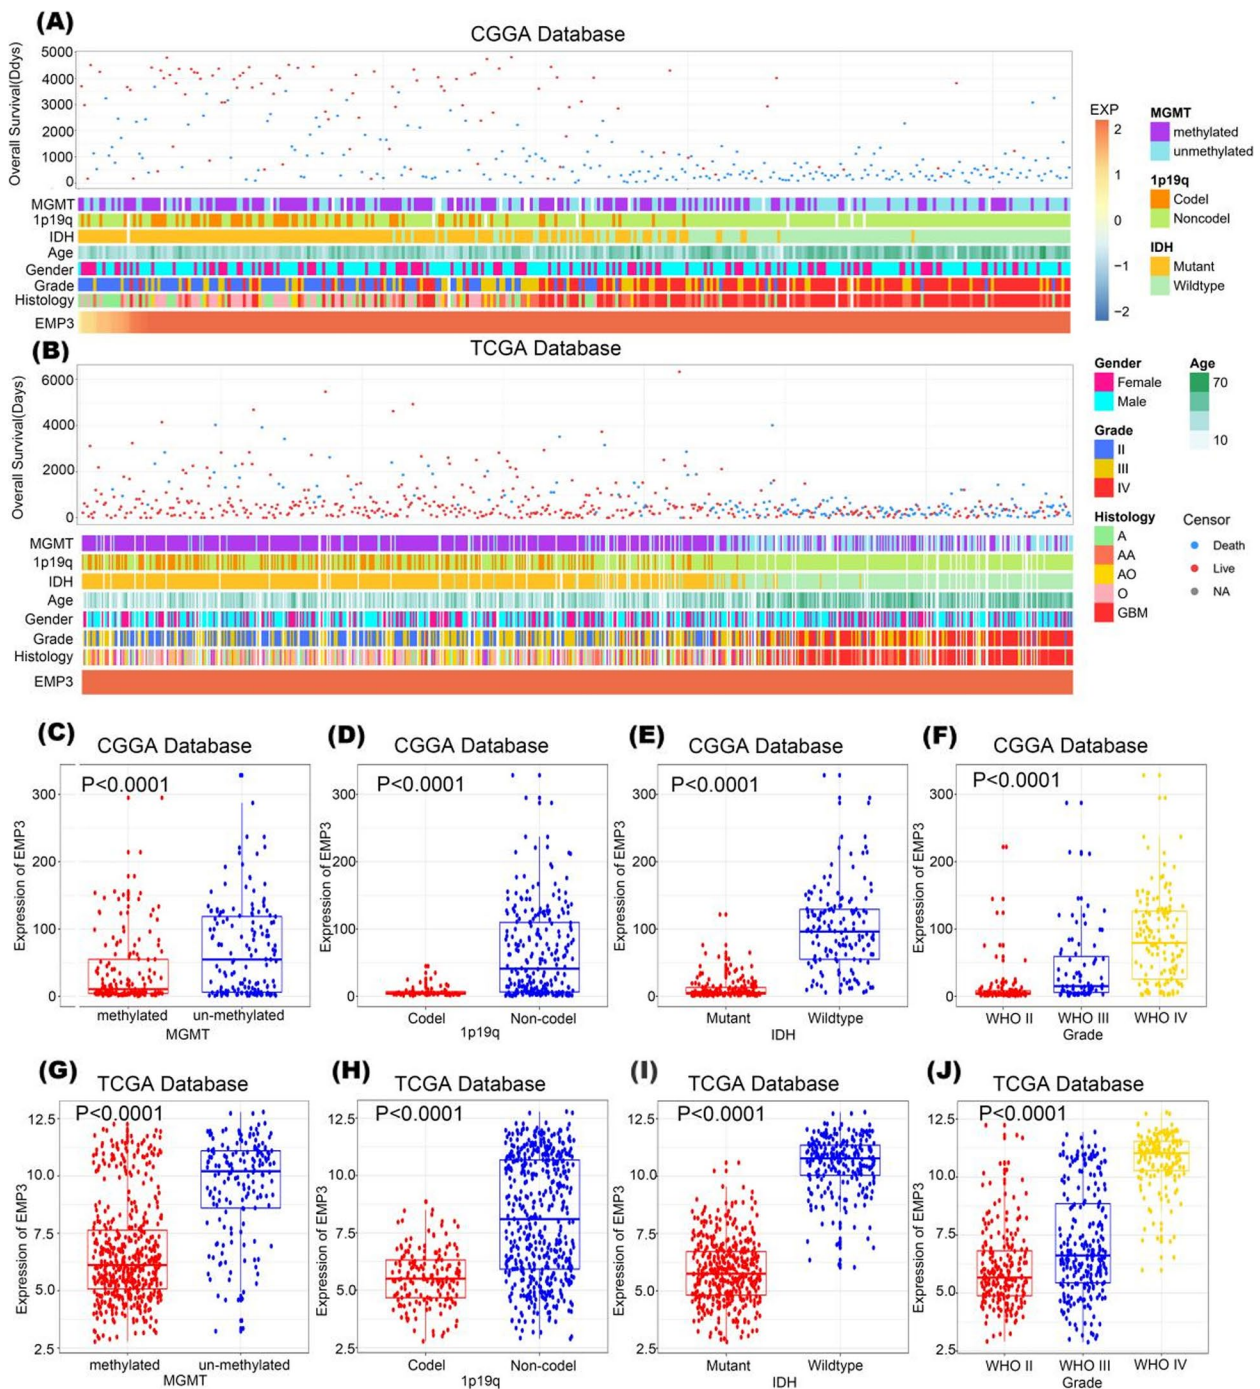 (A)
CGGA Database
Overall Survival(Ddys)
5000
4000
3000
2000
1000
0
MGMT
1p19q
IDH
Age
Gender
Grade
Histology
EMP3
EXP
2
1
0
−1
−2
MGMT
methylated
unmethylated
1p19q
Codel
Noncodel
IDH
Mutant
Wildtype
(B)
TCGA Database
Overall Survival(Days)
6000
4000
2000
0
MGMT
1p19q
IDH
Age
Gender
Grade
Histology
EMP3
Gender
Female
Male
Age
70
10
Grade
II
III
IV
Histology
A
AA
AO
O
GBM
Censor
Death
Live
NA
(C)
CGGA Database
P<0.0001
Expression of EMP3
300
200
100
0
methylated
un-methylated
MGMT
(D)
CGGA Database
P<0.0001
Expression of EMP3
300
200
100
0
Codel
Non-codel
1p19q
(E)
CGGA Database
P<0.0001
Expression of EMP3
300
200
100
0
Mutant
Wildtype
IDH
(F)
CGGA Database
P<0.0001
Expression of EMP3
300
200
100
0
WHO II
WHO III
WHO IV
Grade
(G)
TCGA Database
P<0.0001
Expression of EMP3
12.5
10.0
7.5
5.0
2.5
methylated
un-methylated
MGMT
(H)
TCGA Database
P<0.0001
Expression of EMP3
12.5
10.0
7.5
5.0
2.5
Codel
Non-codel
1p19q
(I)
TCGA Database
P<0.0001
Expression of EMP3
12.5
10.0
7.5
5.0
2.5
Mutant
Wildtype
IDH
(J)
TCGA Database
P<0.0001
Expression of EMP3
12.5
10.0
7.5
5.0
2.5
WHO II
WHO III
WHO IV
Grade